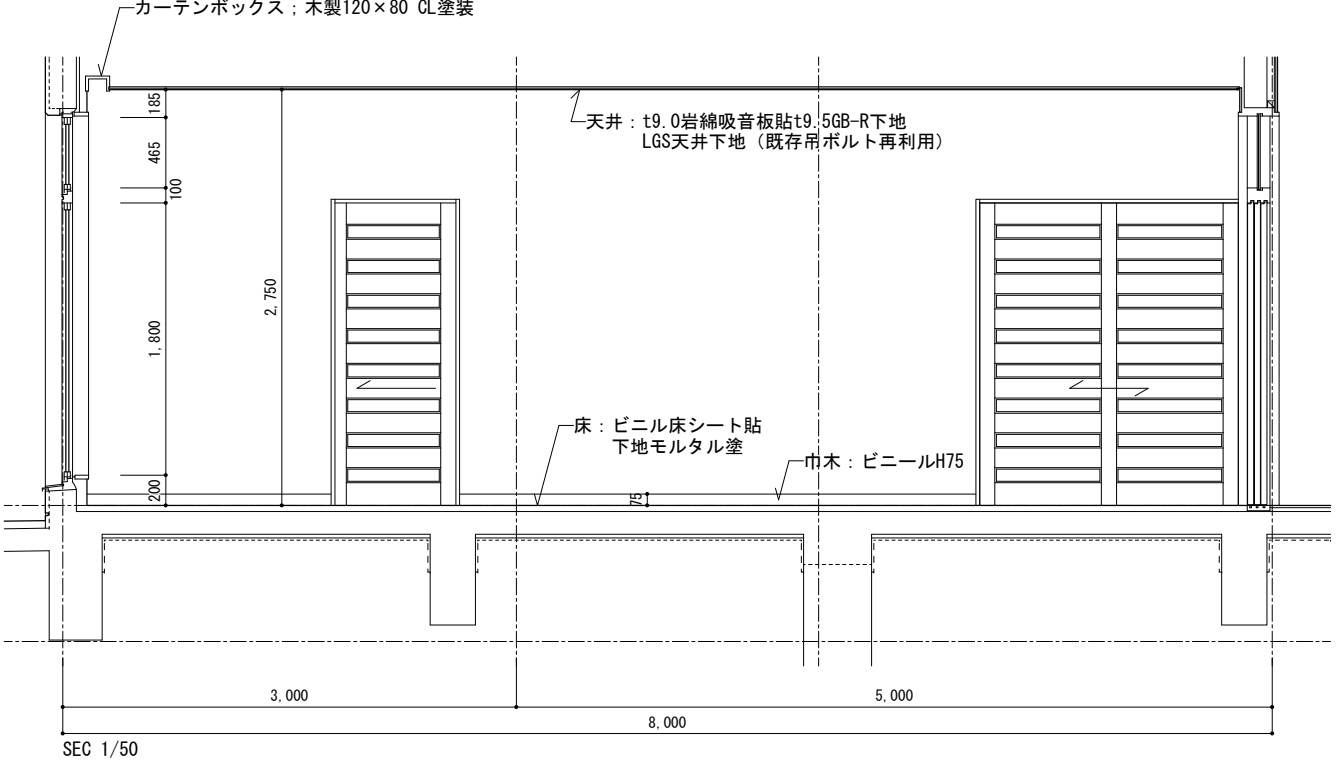 カーテンボックス；木製120×80 CL塗装
天井：t9.0岩綿吸音板貼t9.5GB-R下地
LGS天井下地（既存吊ボルト再利用）
185
465
100
2,750
1,800
床：ビニル床シート貼
下地モルタル塗
巾木：ビニールH75
200
75
3,000
5,000
8,000
SEC 1/50